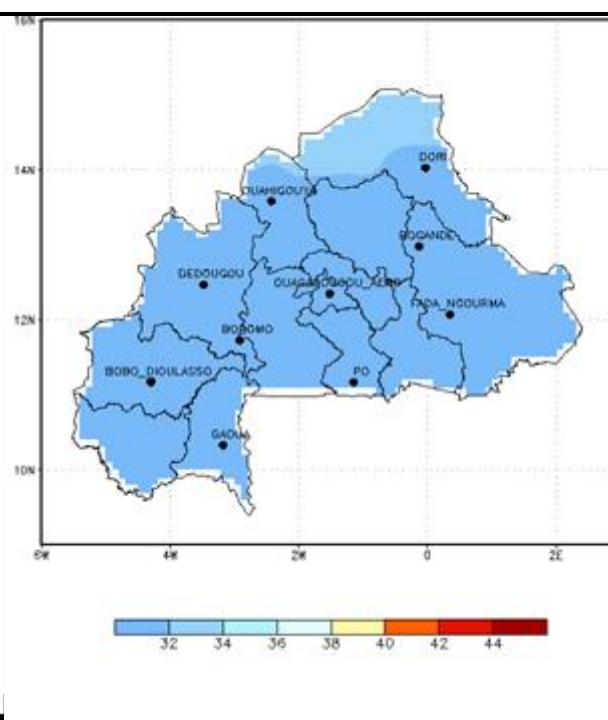 16N
14N
DORI
OUAHIGOUYA
BOGANDE
DEDOUGOU
OUAGADOUGOU_AERO
FADA_NGOURMA
12N
BOROMO
BOBO_DIOULASSO
PO
GAOUA
10N
6W 4W 2W 0 2E
32 34 36 38 40 42 44